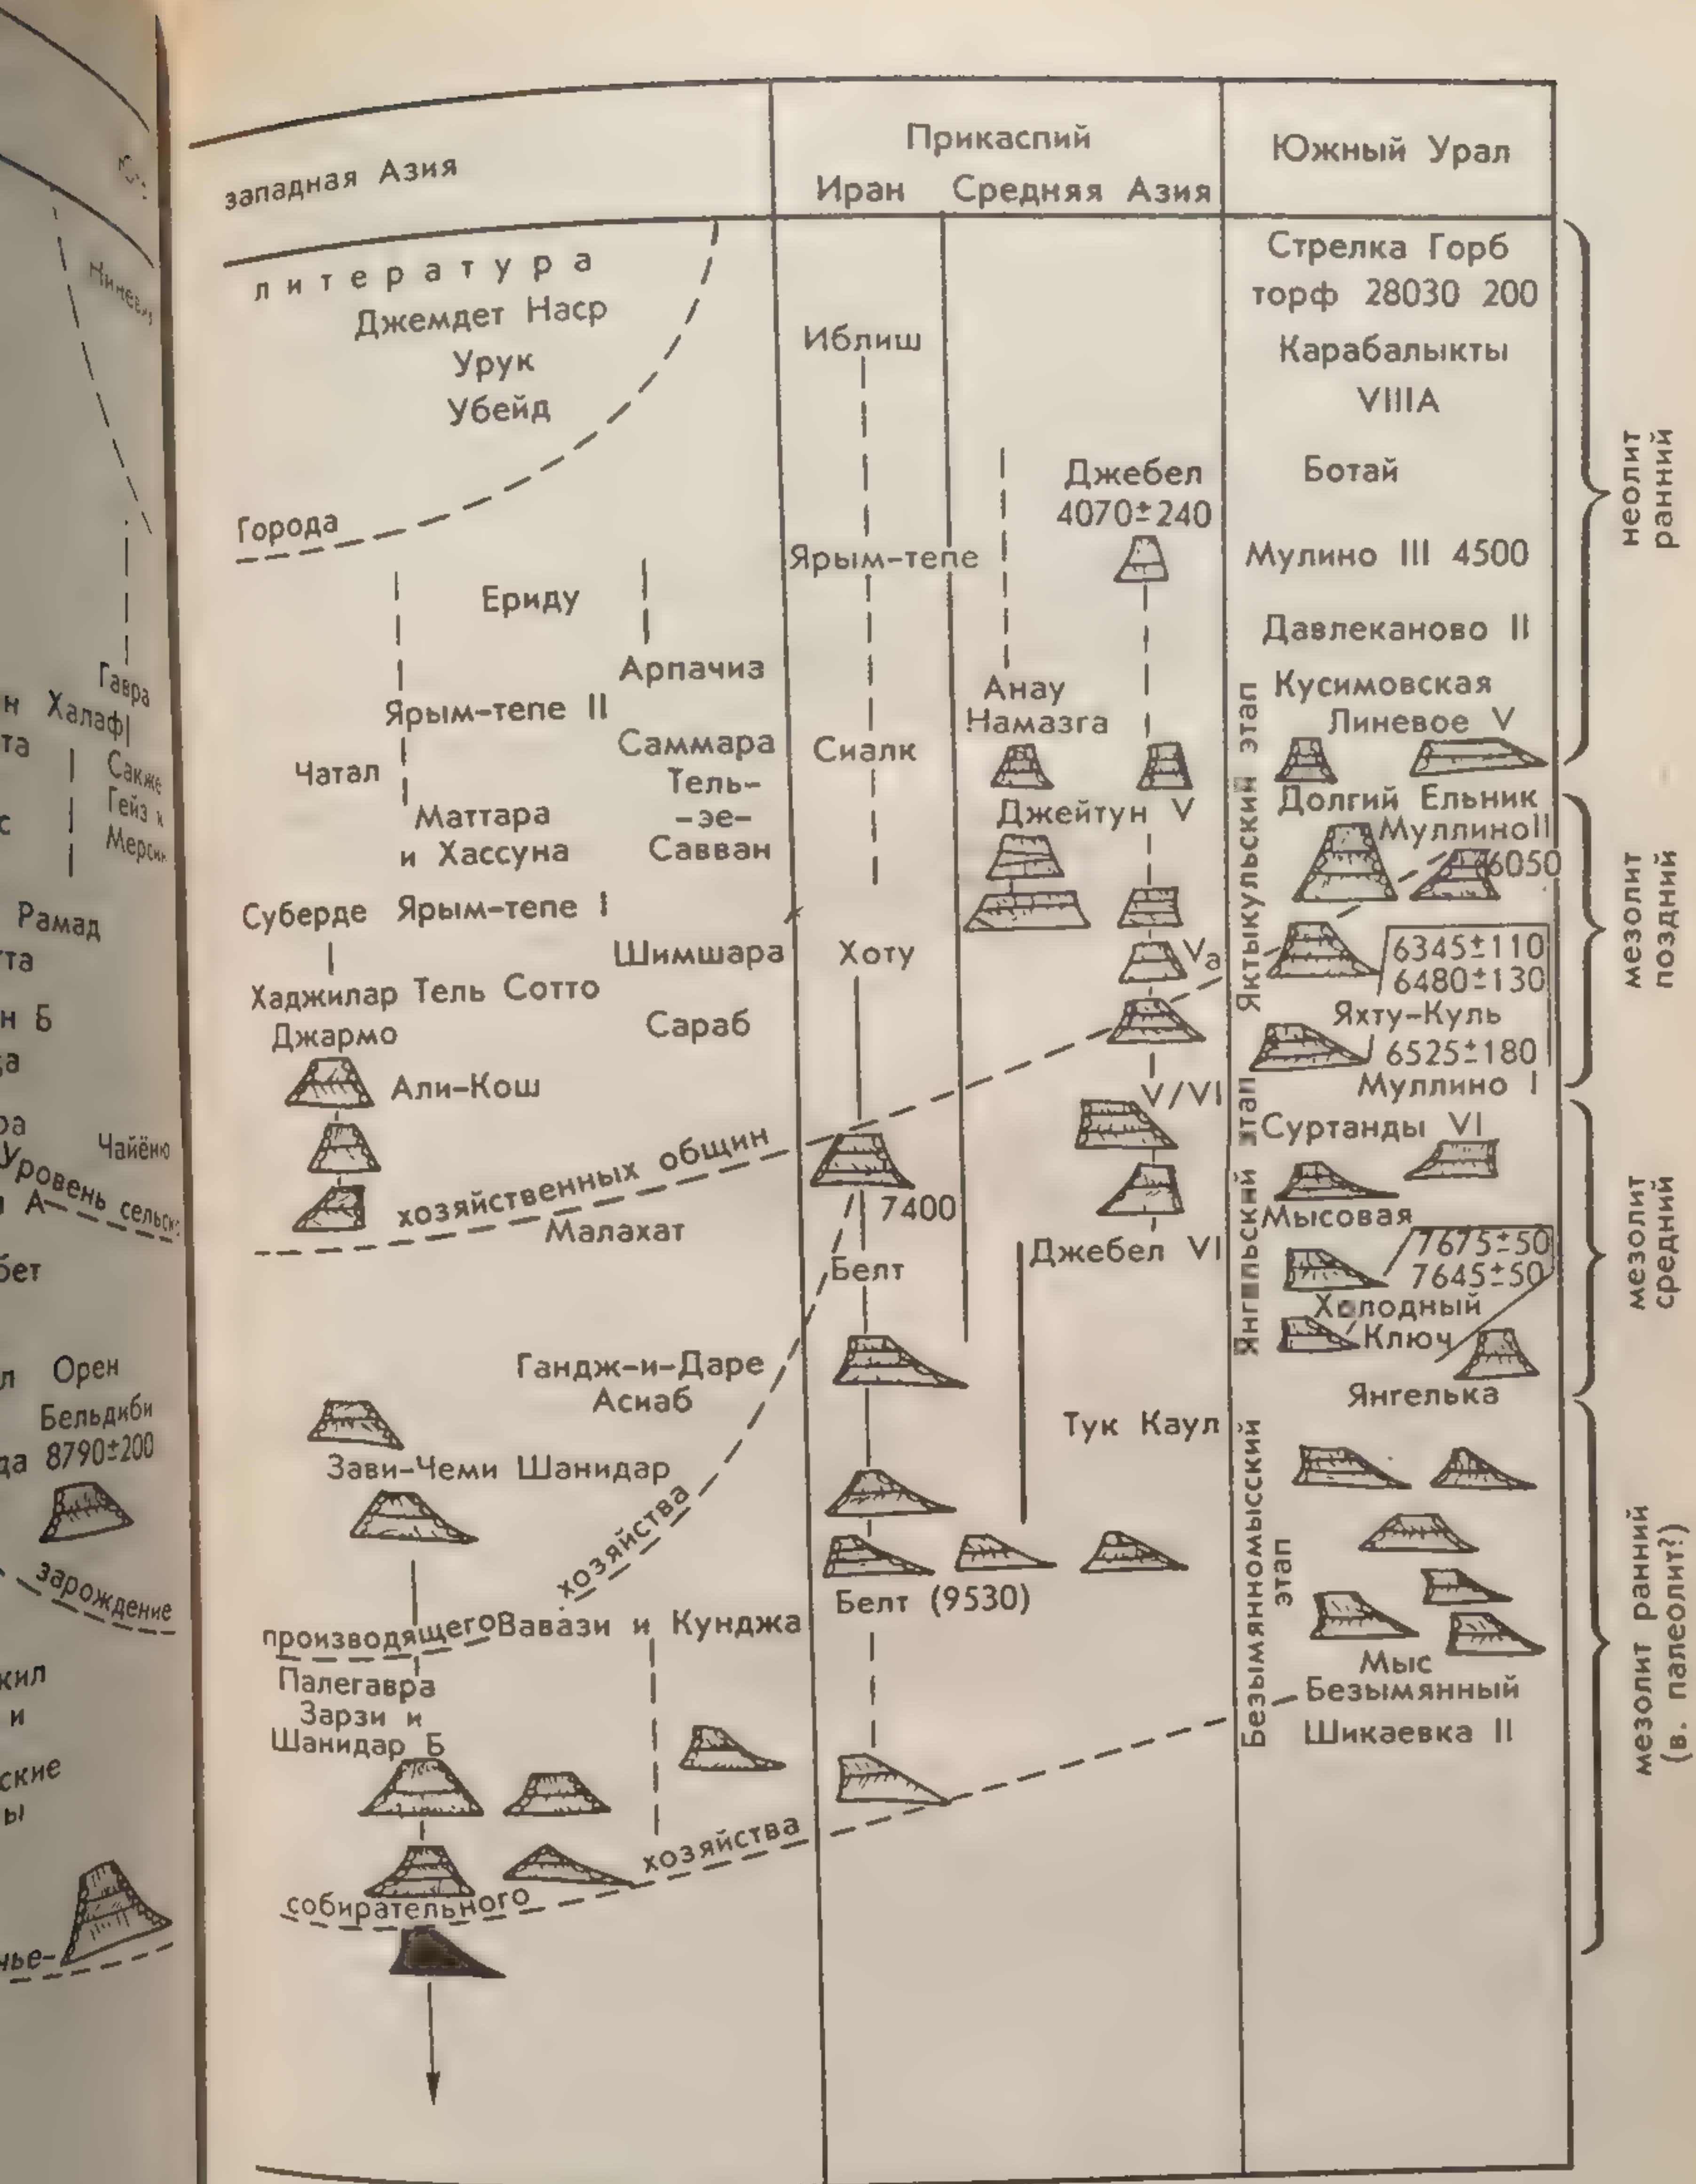 западная Азия
Прикаспий
Иран Средняя Азия
Южный Урал
литература
Джемдет Наср
Урук
Убейд
Города
Ериду
Арпачиз
Ярым-тепе II
Саммара
Чатал
Тель-
-эе-
Савван
Маттара
и Хассуна
Суберде Ярым-тепе I
Шимшара
Хаджилар Тель Сотто
Джармо
Сараб
Али-Кош
хозяйственных общин
Малахат
Гандж-и-Даре
Асиаб
Зави-Чеми Шанидар
хозяйства
производящего
Вавази и Кунджа
Палегавра
Зарзи и
Шанидар Б
хозяйства
собирательного
Иблиш
Ярым-тепе
Сиалк
Хоту
7400
Белт
Белт (9530)
Джебел
4070±240
Анау
Намазга
Джейтун V
Vа
V/VI
Джебел VI
Тук Каул
Стрелка Горб
торф 28030 200
Карабалыкты
VIIIА
Ботай
Мулино III 4500
Давлеканово II
Кусимовская
Линевое V
Долгий Ельник
Муллино II
6050
6345±110
6480±130
Яхту-Куль
6525±180
Муллино I
Суртанды VI
Мысовая
7675±50
7645±50
Холодный
Ключ
Янгелька
Мыс
Безымянный
Шикаевка II
Яктыкульский этап
Янгельский этап
Безымянномысский
этап
неолит
ранний
мезолит
поздний
мезолит
средний
мезолит ранний
(в. палеолит?)
Гавра
Халаф
Сакже
Гейз к
Рамад
н Б
Чайёню
Уровень сельск
А
бет
Орен
Бельдиби
8790±200
зарождение
и
ские
ы